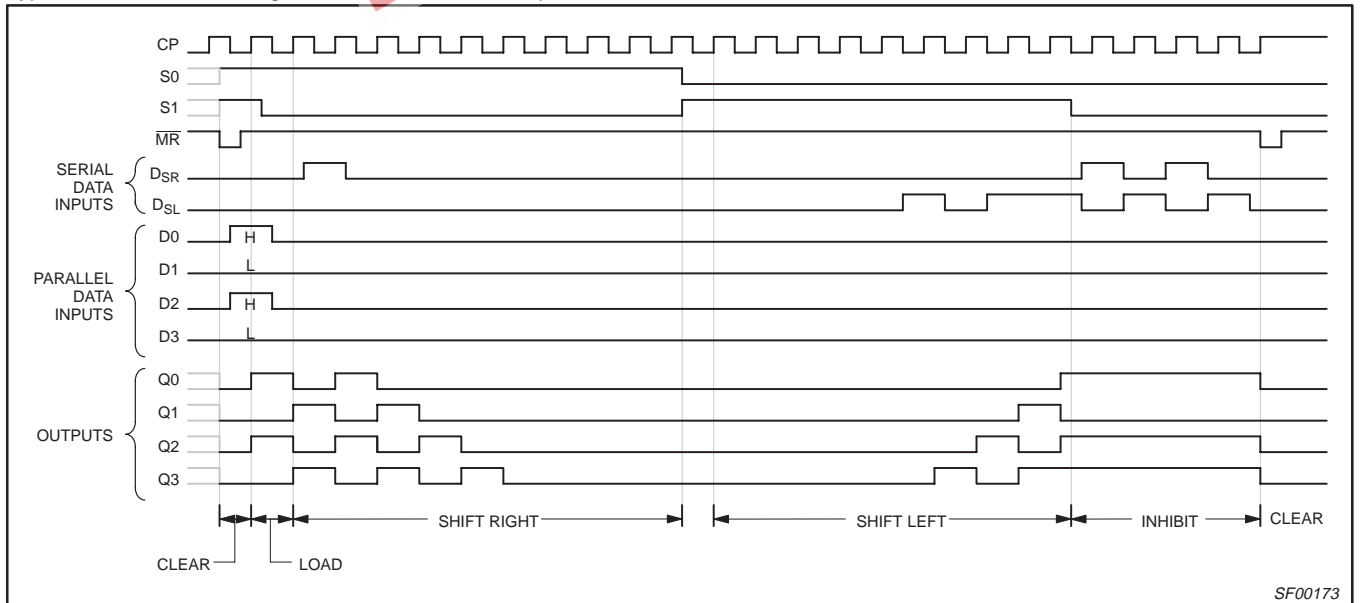 CP
S0
S1
MR
SERIAL
DATA
INPUTS
DSR
DSL
PARALLEL
DATA
INPUTS
D0
H
D1
L
D2
H
D3
L
OUTPUTS
Q0
Q1
Q2
Q3
SHIFT RIGHT
SHIFT LEFT
INHIBIT
CLEAR
CLEAR
LOAD
SF00173